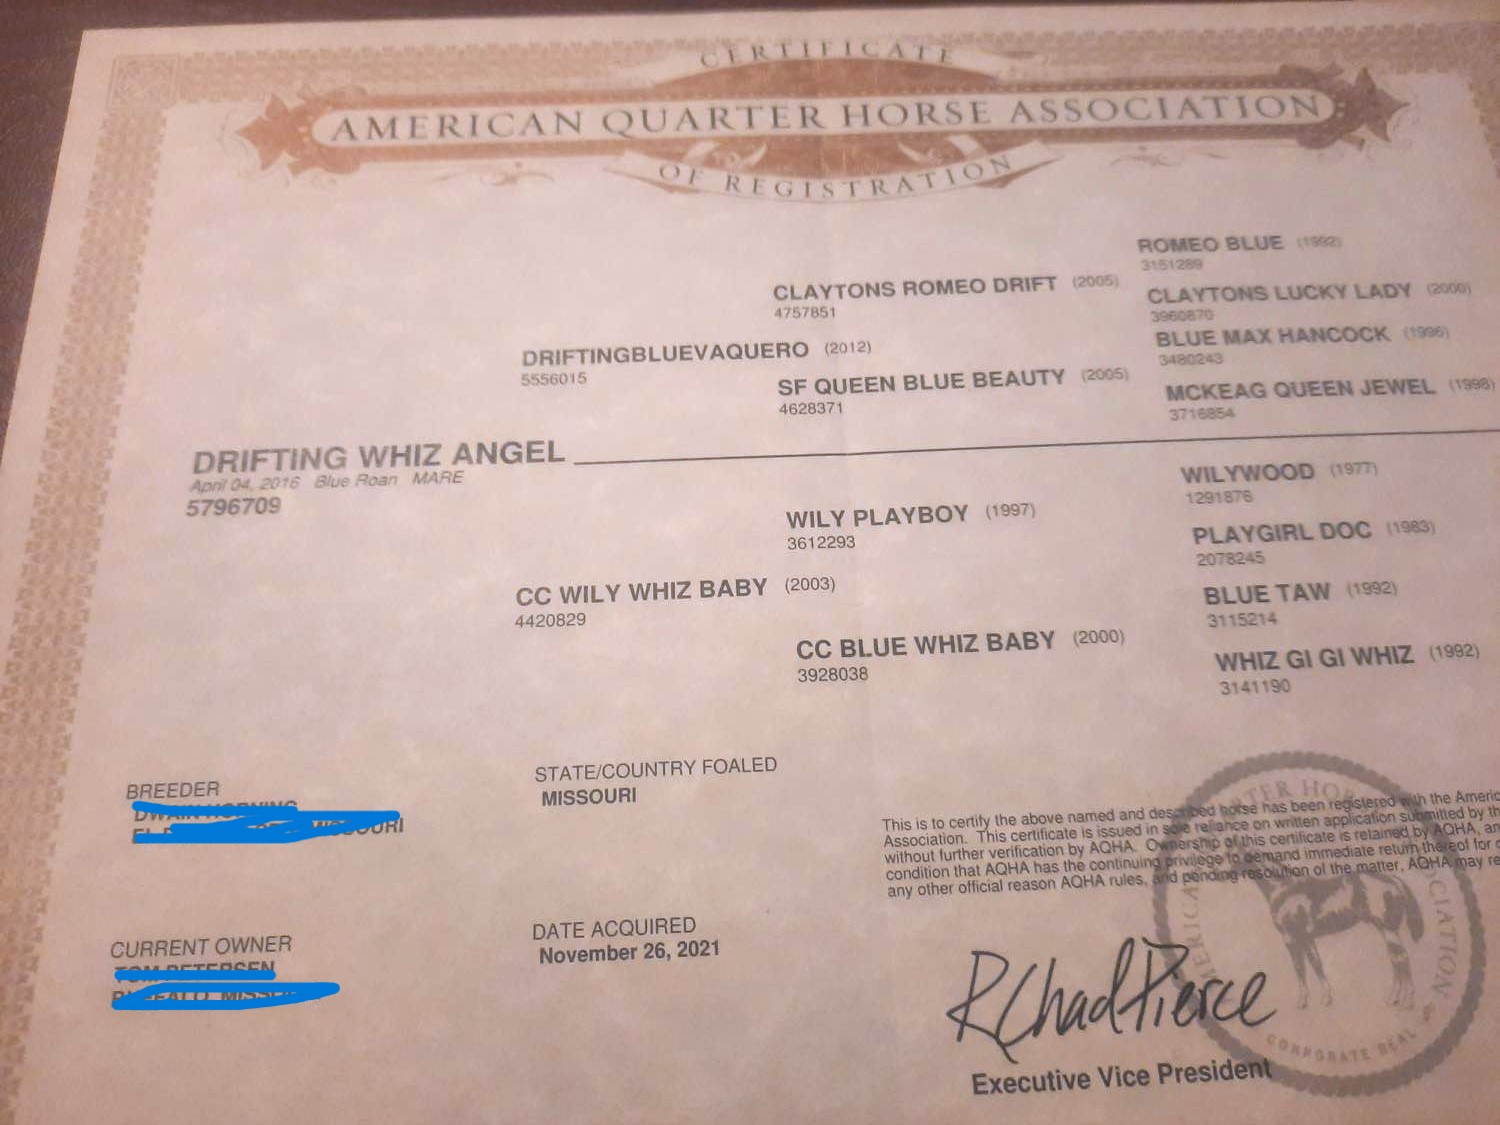 CERTIFICATE
AMERICAN QUARTER HORSE ASSOCIATION
OF REGISTRATION
ROMEO BLUE (1992)
3151289
CLAYTONS ROMEO DRIFT (2005)
4757851
CLAYTONS LUCKY LADY (2000)
3960870
DRIFTINGBLUEVAQUERO (2012)
5556015
BLUE MAX HANCOCK (1996)
3480243
SF QUEEN BLUE BEAUTY (2005)
4628371
MCKEAG QUEEN JEWEL (1998)
3716854
DRIFTING WHIZ ANGEL
April 04, 2016 Blue Roan MARE
5796709
WILYWOOD (1977)
1291876
WILY PLAYBOY (1997)
3612293
PLAYGIRL DOC (1983)
2078245
CC WILY WHIZ BABY (2003)
4420829
BLUE TAW (1992)
3115214
CC BLUE WHIZ BABY (2000)
3928038
WHIZ GI GI WHIZ (1992)
3141190
BREEDER
STATE/COUNTRY FOALED
MISSOURI
This is to certify the above named and described horse has been registered with the Americ
Association. This certificate is issued in sole reliance on written application submitted by th
without further verification by AQHA. Ownership of this certificate is retained by AQHA, an
condition that AQHA has the continuing privilege to demand immediate return thereof for
any other official reason AQHA rules, and pending resolution of the matter, AQHA may re
CURRENT OWNER
DATE ACQUIRED
November 26, 2021
R Chad Pierce
Executive Vice President
CORPORATE SEAL